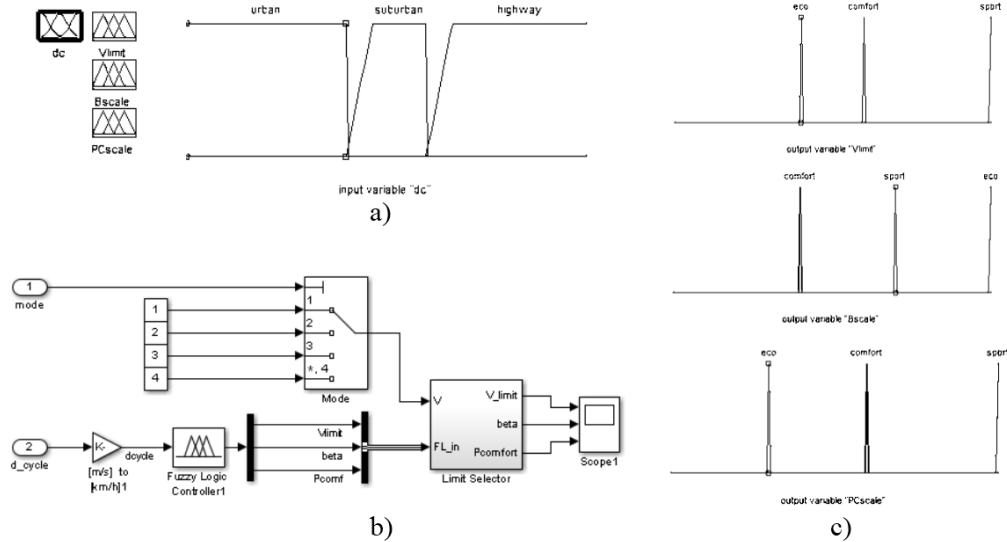 urban suburban highway
dc
Vlimit
Bscale
PCscale
input variable "dc"
a)
1
mode
1
2
3
4
1
2
3
*, 4
Mode
2
d_cycle
K-
[m/s] to
[km/h]1
dcycle
Fuzzy Logic
Controller1
Vlimit
beta
Pcomf
V
FL_in
V_limit
beta
Pcomfort
Limit Selector
Scope1
b)
eco comfort sport
output variable "Vlimit"
comfort sport eco
output variable "Bscale"
eco comfort sport
output variable "PCscale"
c)